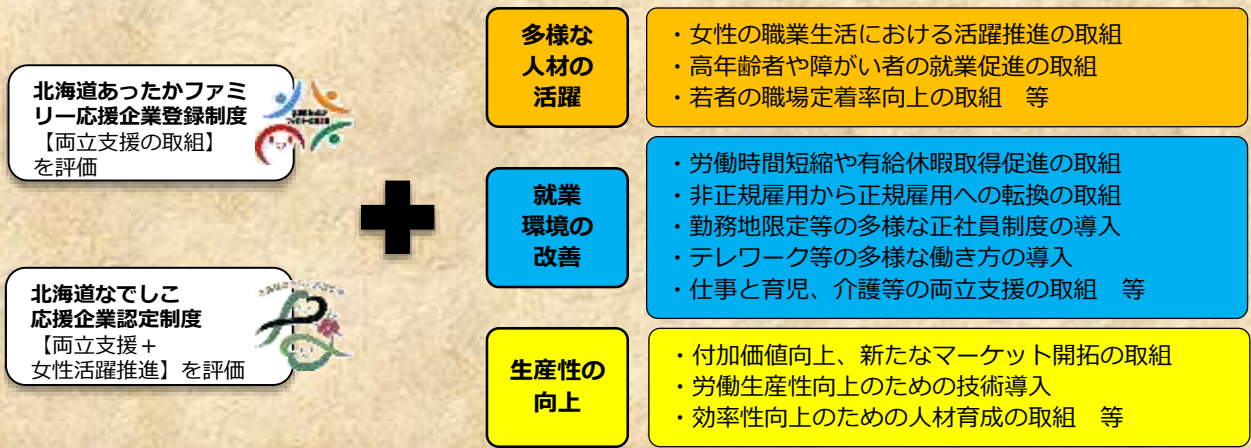 北海道あったかファミ
リー応援企業登録制度
【両立支援の取組】
を評価
北海道なでしこ
応援企業認定制度
【両立支援＋
女性活躍推進】を評価
多様な
人材の
活躍
・女性の職業生活における活躍推進の取組
・高年齢者や障がい者の就業促進の取組
・若者の職場定着率向上の取組　等
就業
環境の
改善
・労働時間短縮や有給休暇取得促進の取組
・非正規雇用から正規雇用への転換の取組
・勤務地限定等の多様な正社員制度の導入
・テレワーク等の多様な働き方の導入
・仕事と育児、介護等の両立支援の取組　等
生産性の
向上
・付加価値向上、新たなマーケット開拓の取組
・労働生産性向上のための技術導入
・効率性向上のための人材育成の取組　等